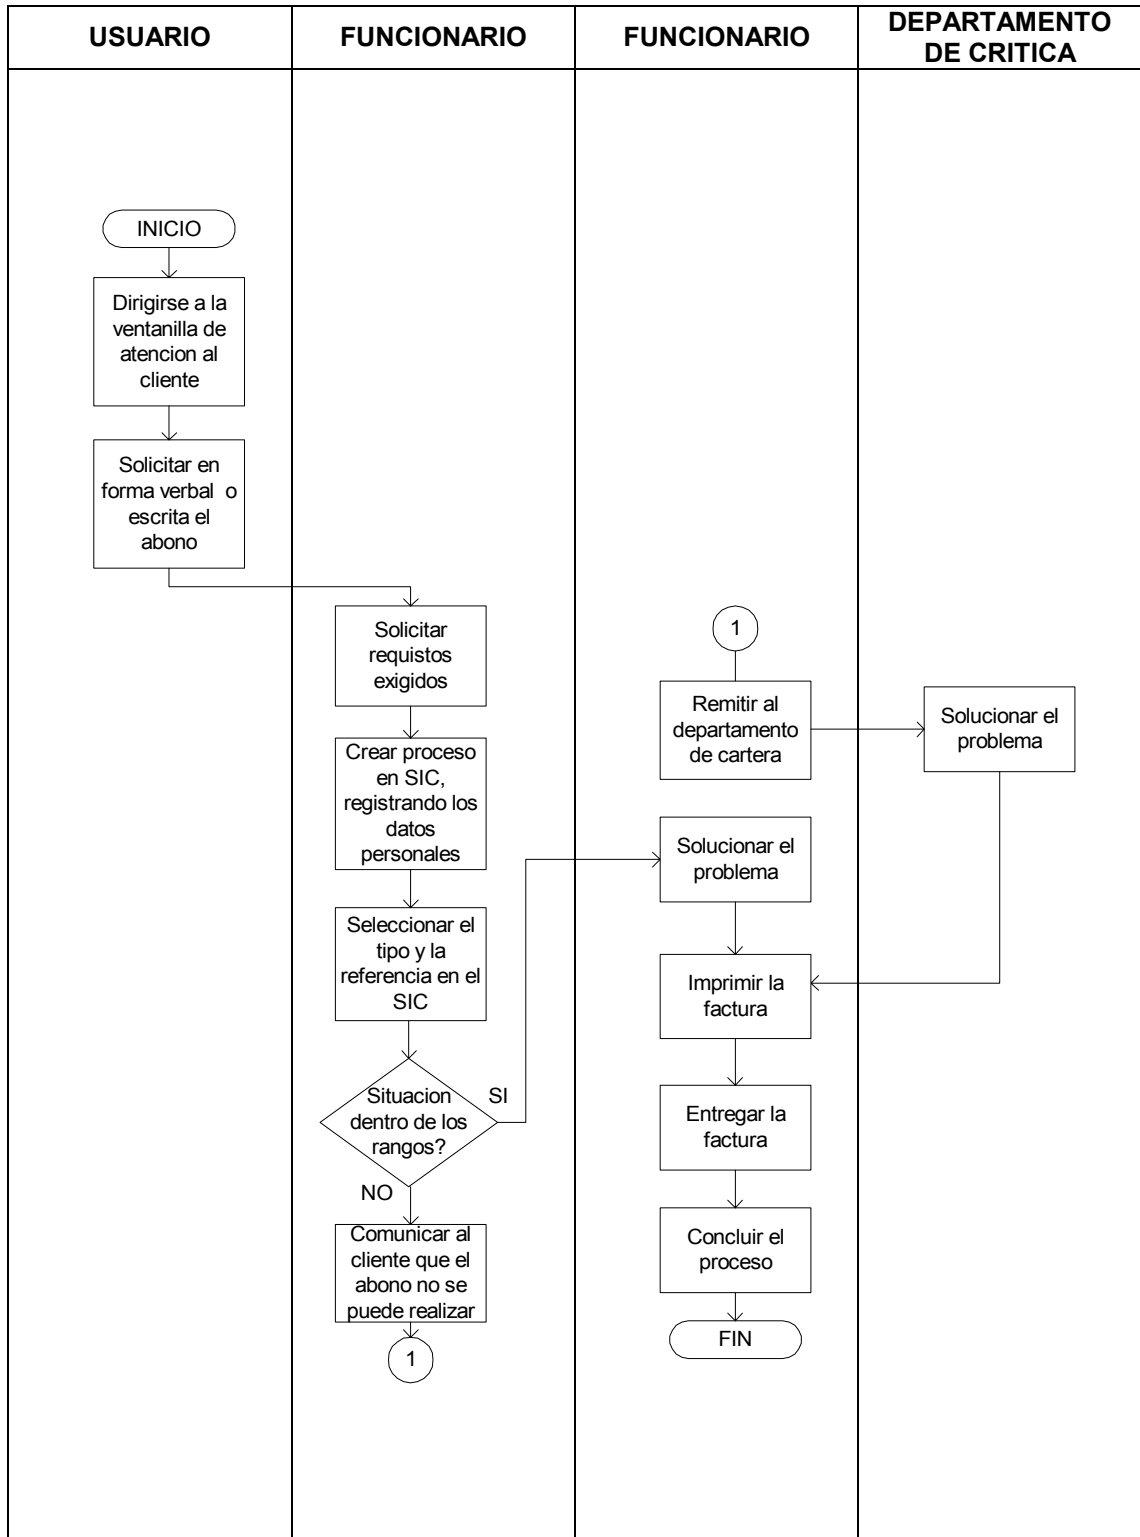 USUARIO
FUNCIONARIO
FUNCIONARIO
DEPARTAMENTO
DE CRITICA
INICIO
Dirigirse a la
ventanilla de
atencion al
cliente
Solicitar en
forma verbal o
escrita el
abono
Solicitar
requistos
exigidos
Crear proceso
en SIC,
registrando los
datos
personales
Seleccionar el
tipo y la
referencia en el
SIC
Situacion
dentro de los
rangos?
SI
NO
Comunicar al
cliente que el
abono no se
puede realizar
1
1
Remitir al
departamento
de cartera
Solucionar el
problema
Imprimir la
factura
Entregar la
factura
Concluir el
proceso
FIN
Solucionar el
problema